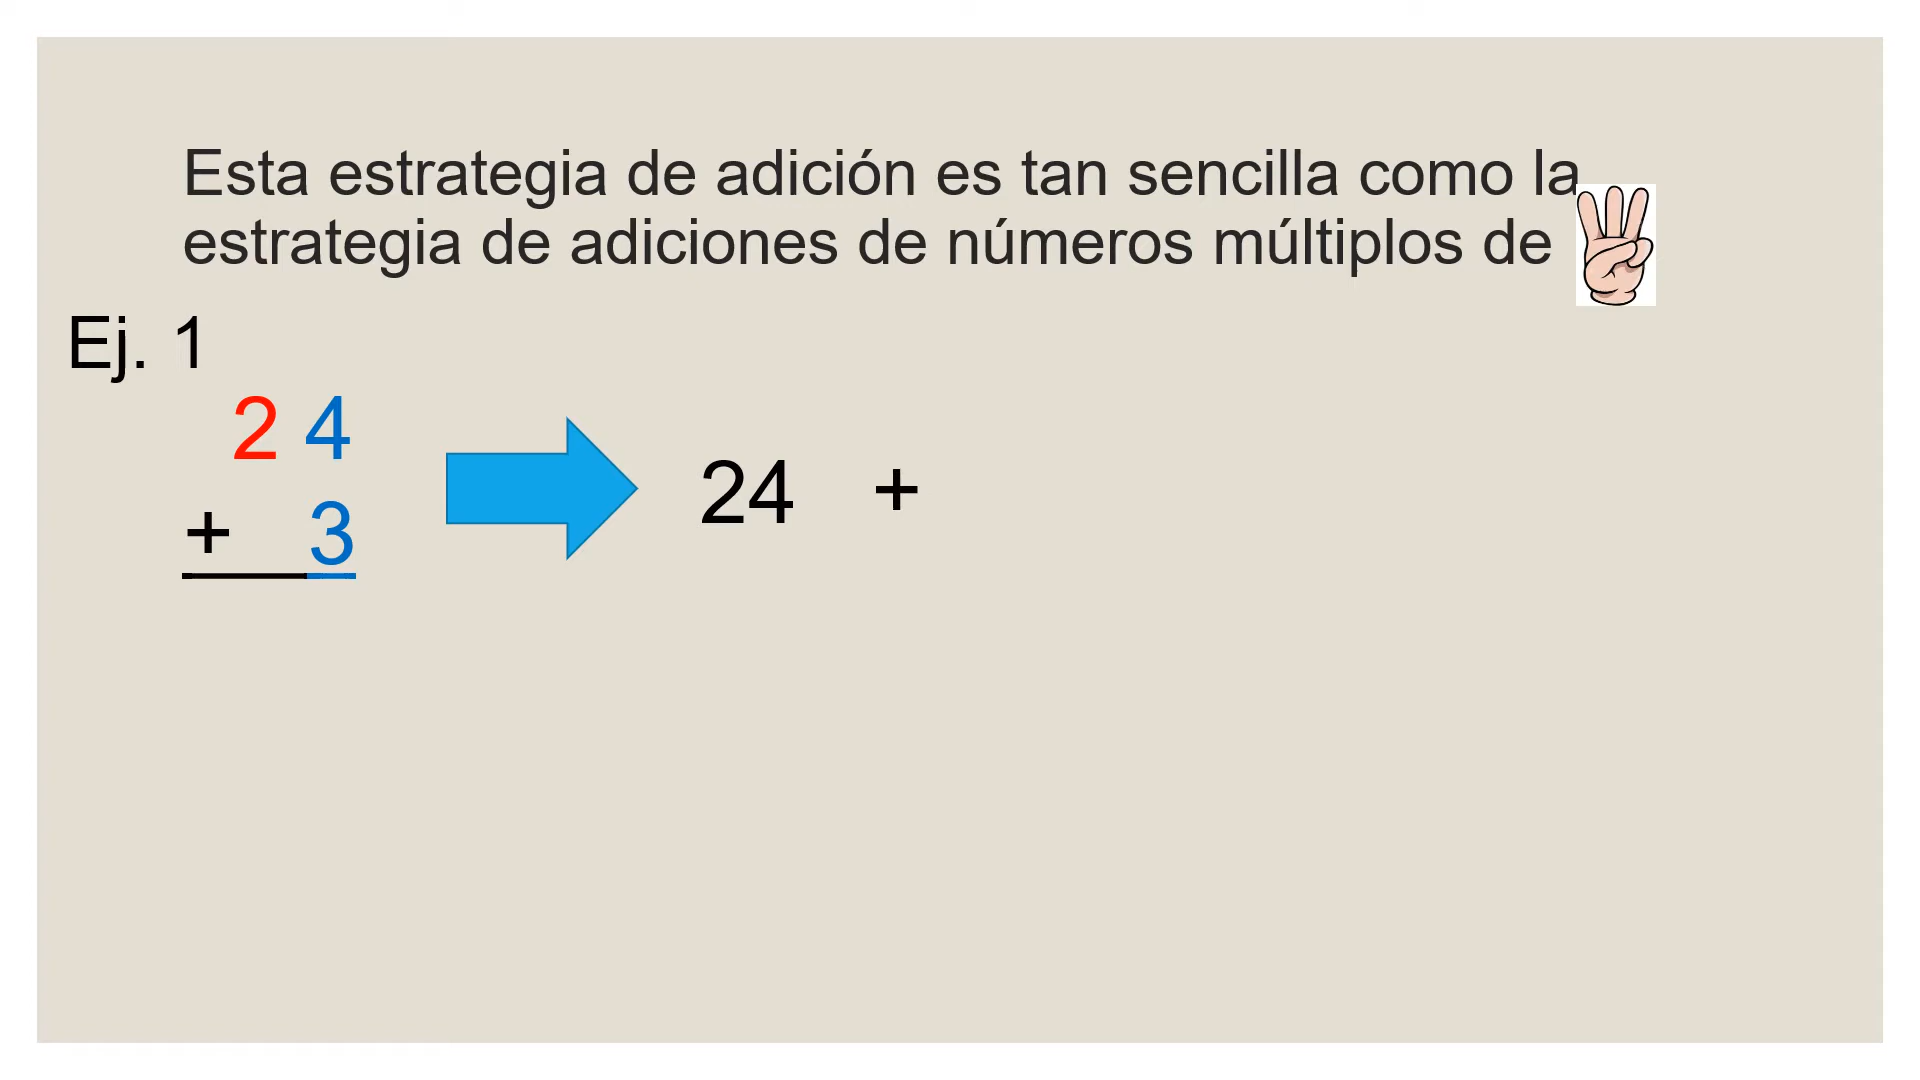 Esta estrategia de adición es tan sencilla como la
estrategia de adiciones de números múltiplos de
Ej. 1
2 4
+ 3
24 +